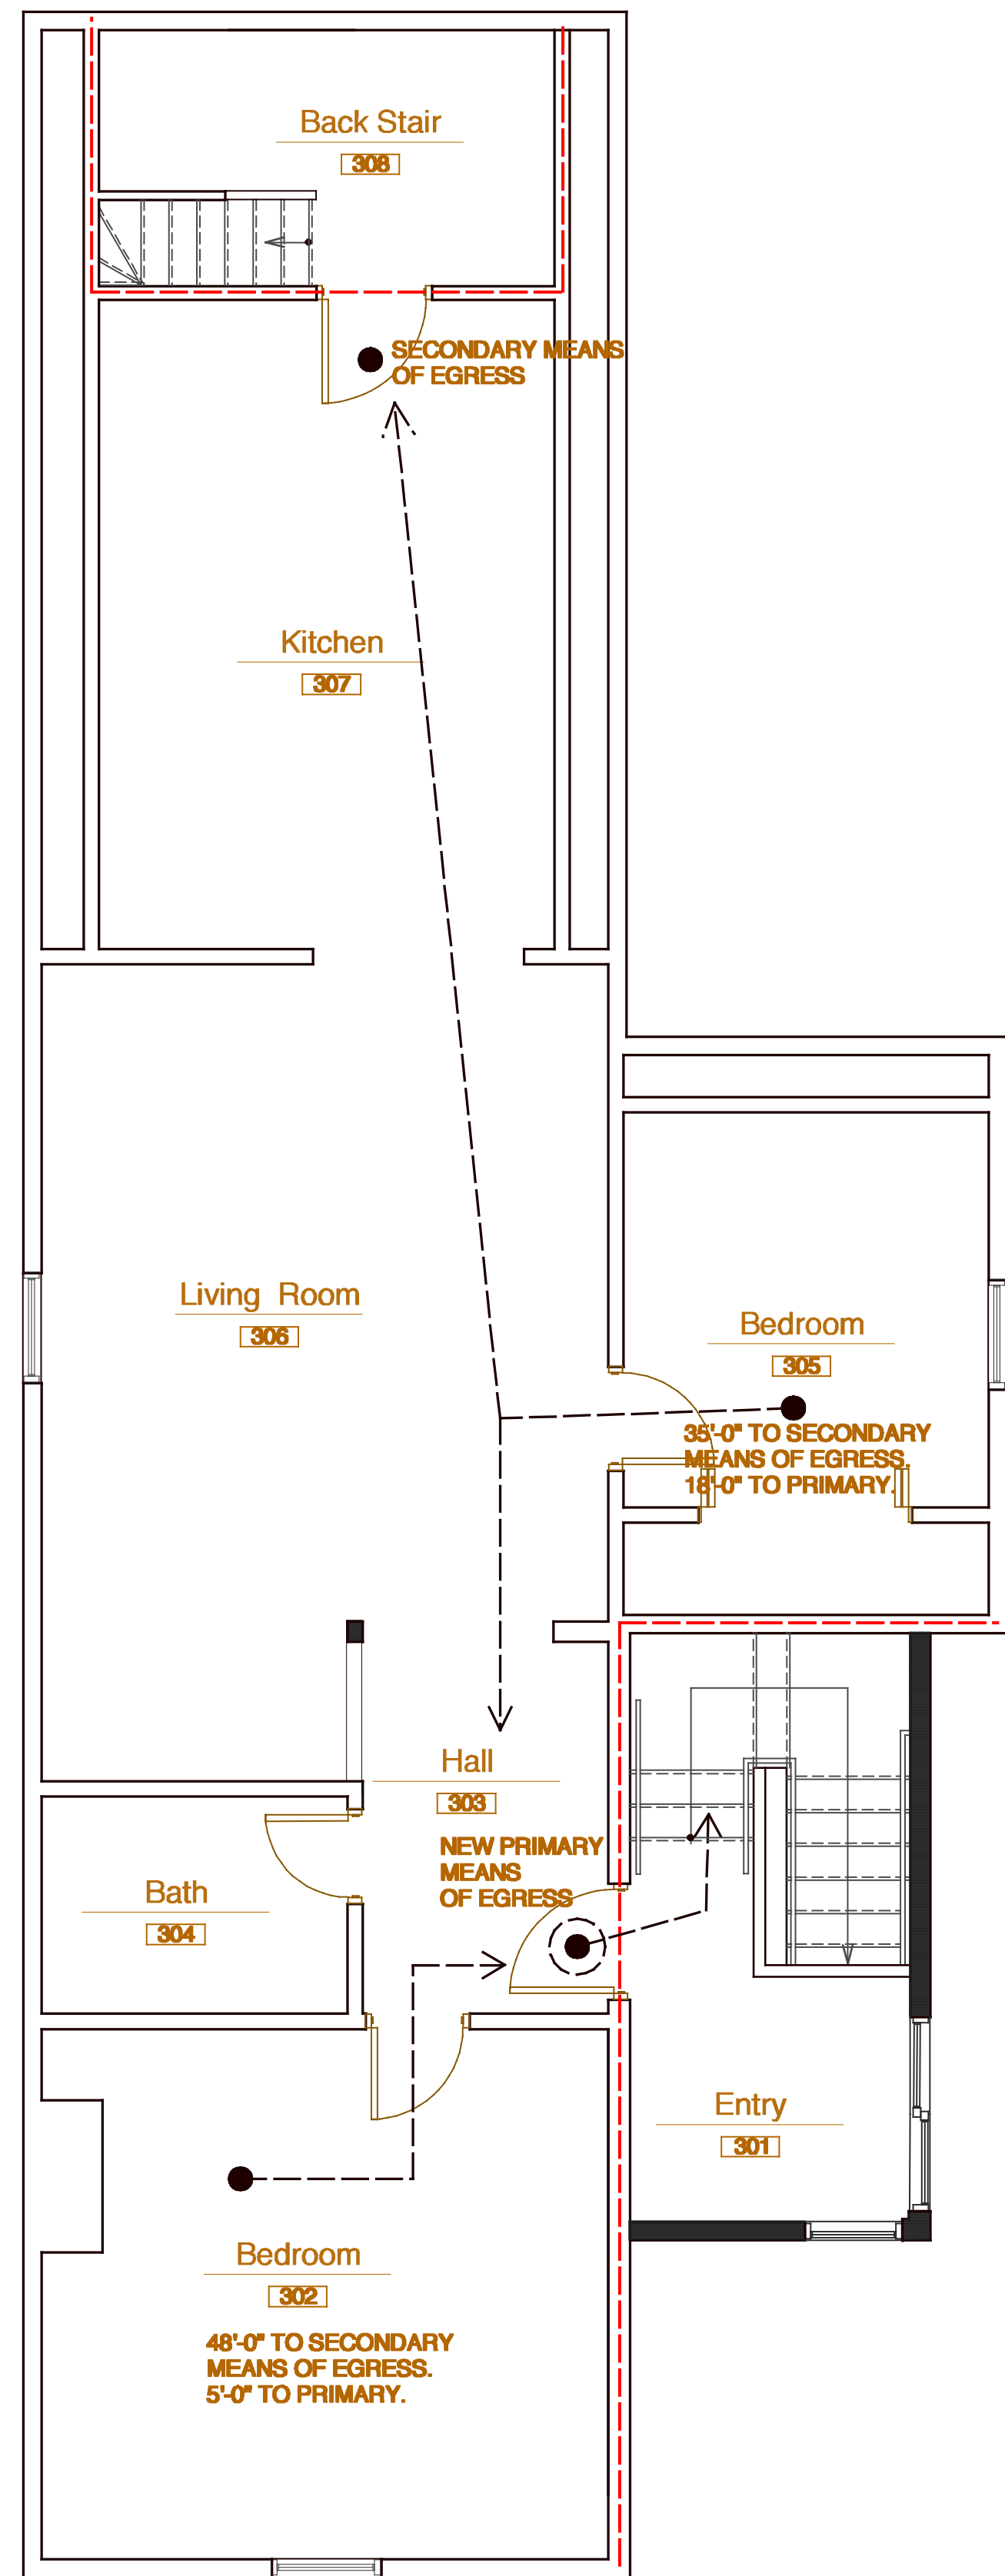 Back Stair
308
SECONDARY MEANS
OF EGRESS
Kitchen
307
Living Room
306
Bedroom
305
35'-0" TO SECONDARY
MEANS OF EGRESS.
18'-0" TO PRIMARY.
Hall
303
NEW PRIMARY
MEANS
OF EGRESS
Bath
304
Entry
301
Bedroom
302
48'-0" TO SECONDARY
MEANS OF EGRESS.
5'-0" TO PRIMARY.